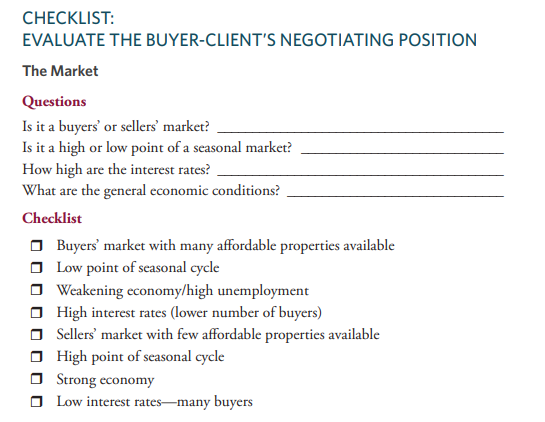 CHECKLIST:
EVALUATE THE BUYER-CLIENT’S NEGOTIATING POSITION
The Market
Questions
Is it a buyers’ or sellers’ market?
Is it a high or low point of a seasonal market?
How high are the interest rates?
What are the general economic conditions?
Checklist
Buyers’ market with many affordable properties available
Low point of seasonal cycle
Weakening economy/high unemployment
High interest rates (lower number of buyers)
Sellers’ market with few affordable properties available
High point of seasonal cycle
Strong economy
Low interest rates—many buyers